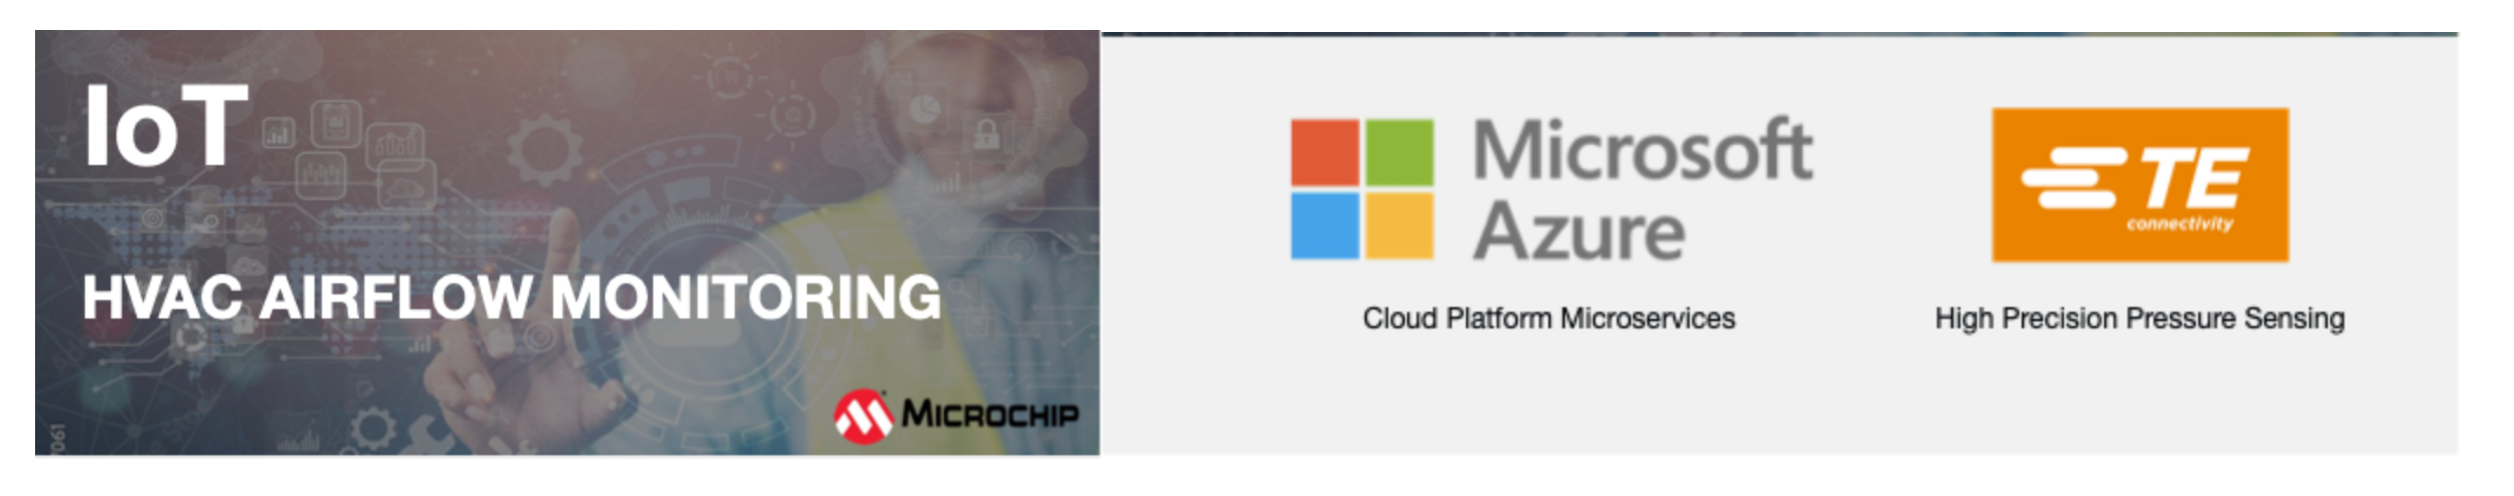 IoT
HVAC AIRFLOW MONITORING
MICROCHIP
Microsoft
Azure
Cloud Platform Microservices
TE
connectivity
High Precision Pressure Sensing